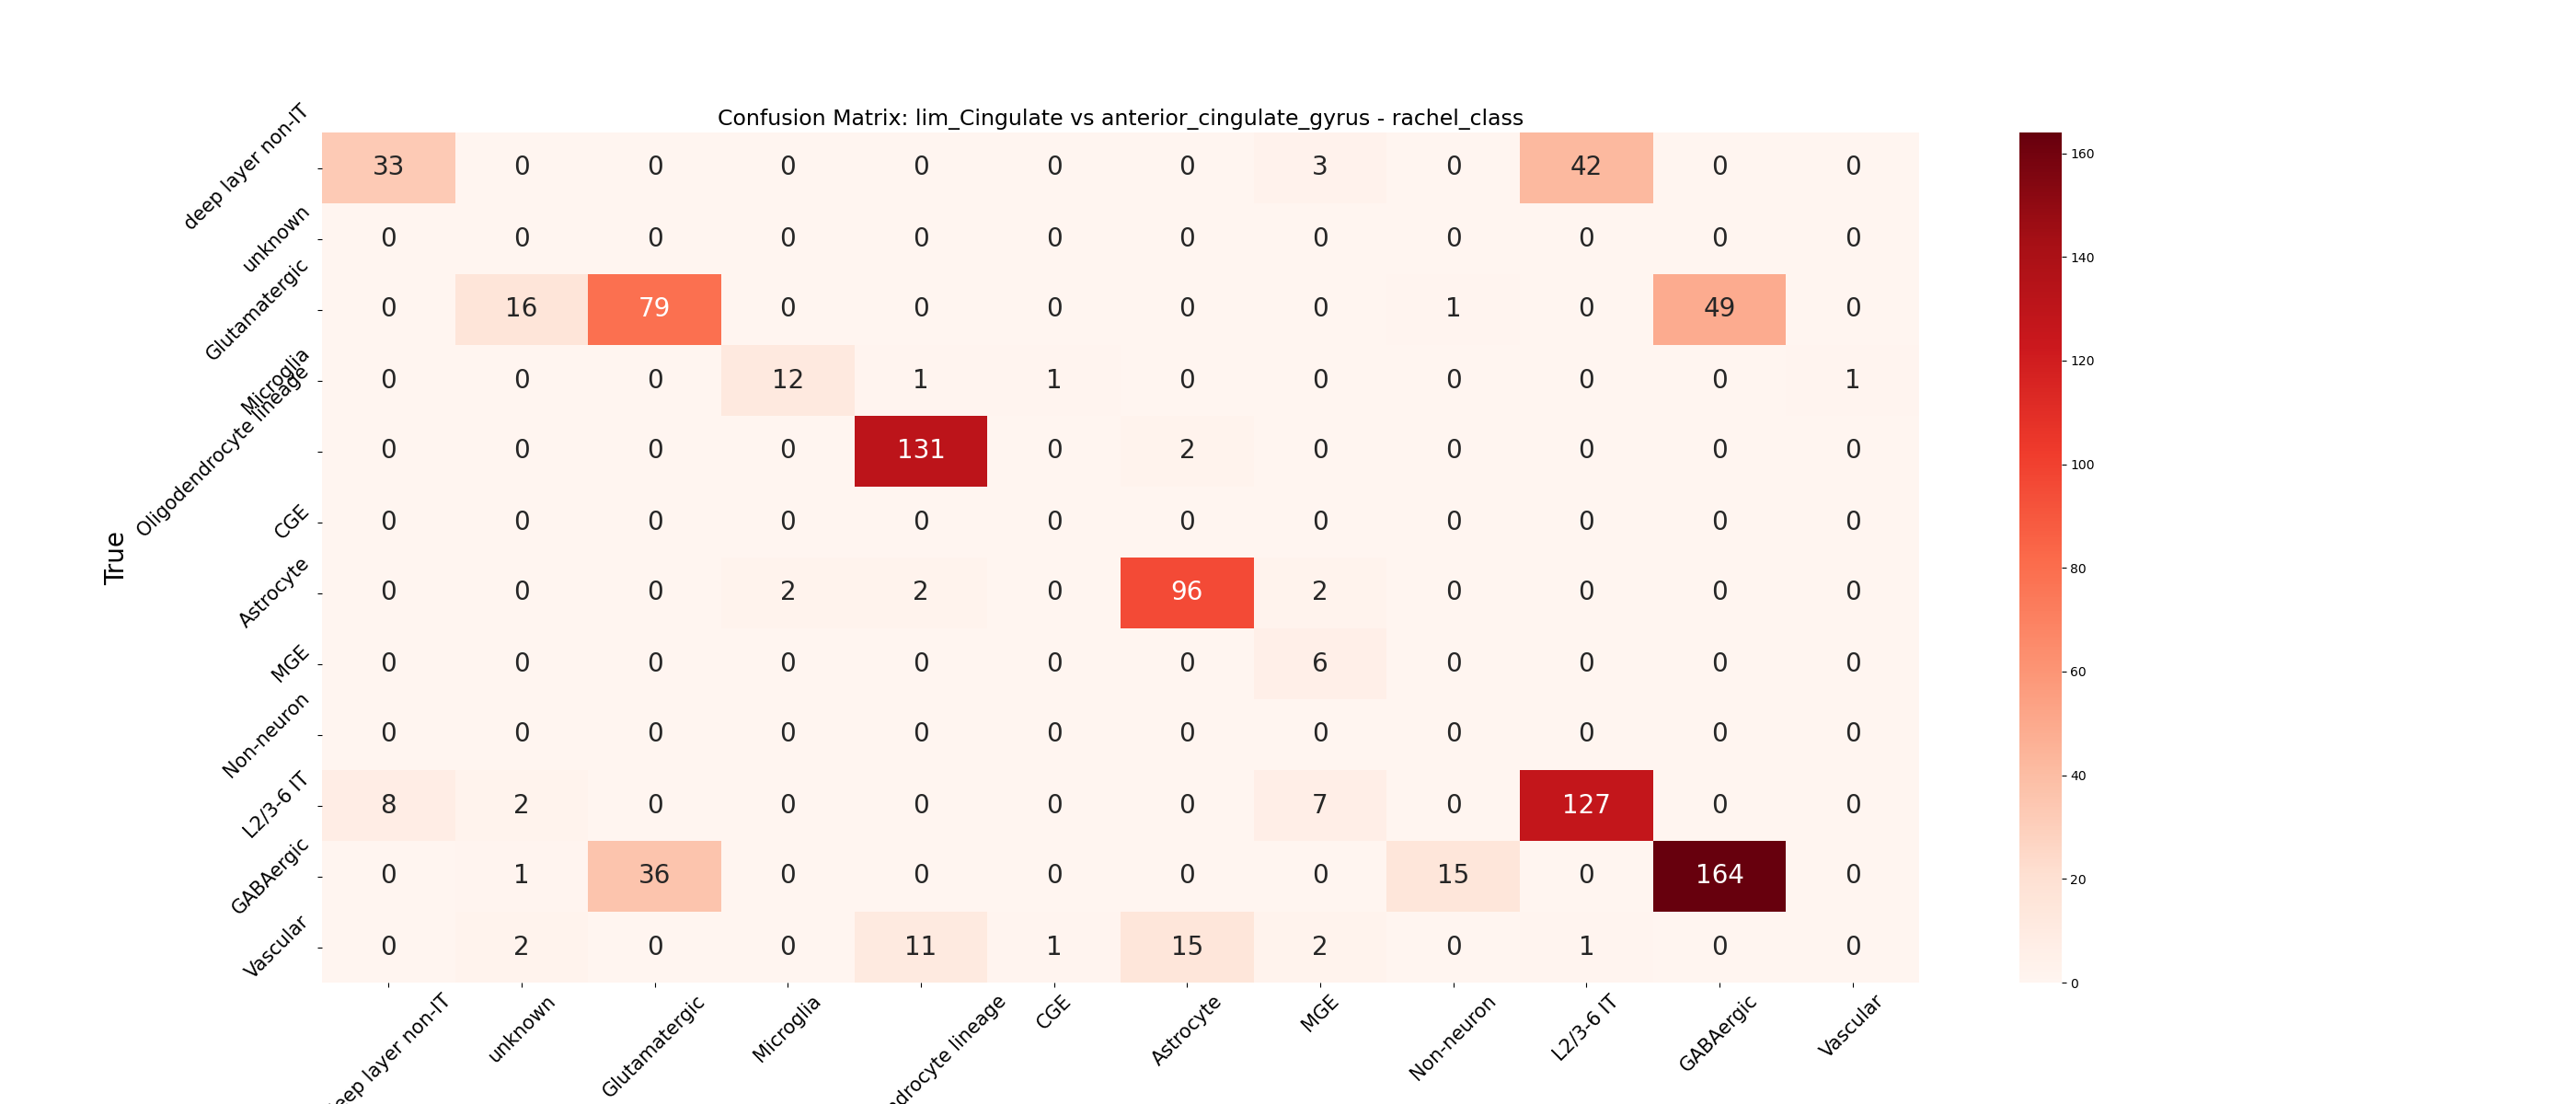 Confusion Matrix: lim_Cingulate vs anterior_cingulate_gyrus - rachel_class
True
deep layer non-IT 33 0 0 0 0 0 0 3 0 42 0 0
unknown 0 0 0 0 0 0 0 0 0 0 0 0
Glutamatergic 0 16 79 0 0 0 0 0 1 0 49 0
Microglia 0 0 0 12 1 1 0 0 0 0 0 1
Oligodendrocyte lineage 0 0 0 0 131 0 2 0 0 0 0 0
CGE 0 0 0 0 0 0 0 0 0 0 0 0
Astrocyte 0 0 0 2 2 0 96 2 0 0 0 0
MGE 0 0 0 0 0 0 0 6 0 0 0 0
Non-neuron 0 0 0 0 0 0 0 0 0 0 0 0
L2/3-6 IT 8 2 0 0 0 0 0 7 0 127 0 0
GABAergic 0 1 36 0 0 0 0 0 15 0 164 0
Vascular 0 2 0 0 11 1 15 2 0 1 0 0
eep layer non-IT
unknown
Glutamatergic
Microglia
drocyte lineage
CGE
Astrocyte
MGE
Non-neuron
L2/3-6 IT
GABAergic
Vascular
160
140
120
100
80
60
40
20
0